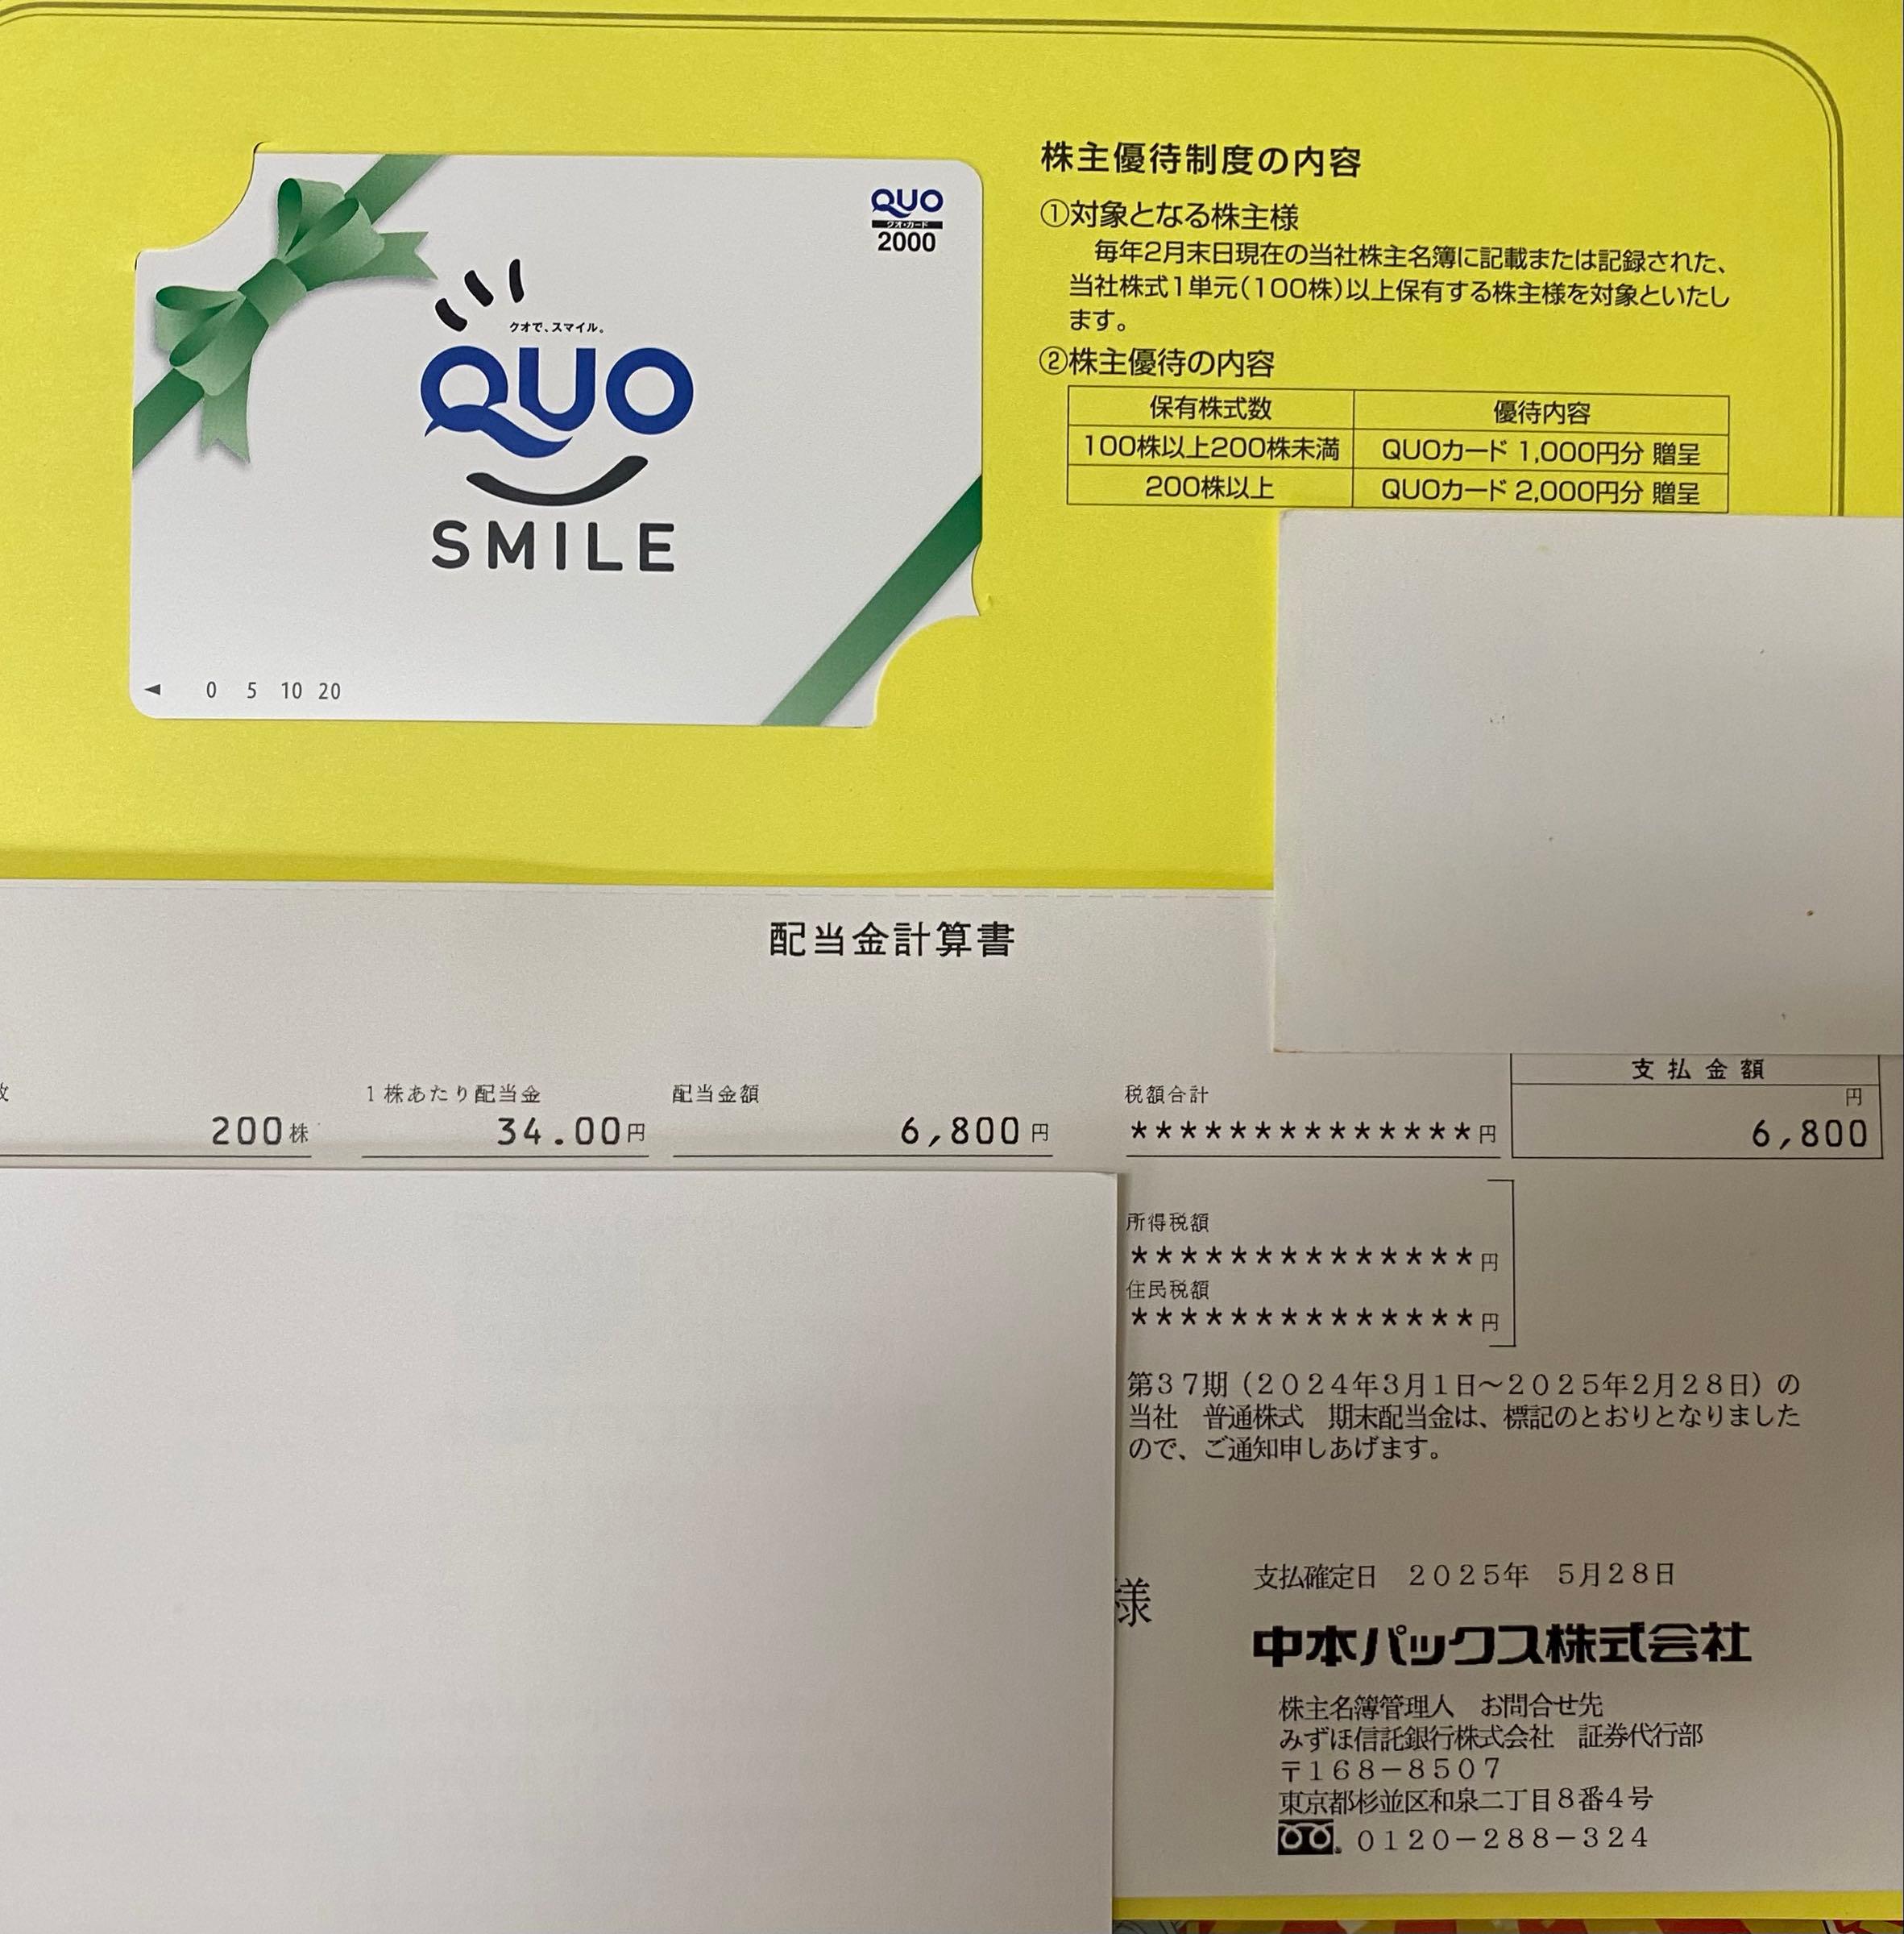 QUO
クオ・カード
2000
クオで、スマイル。
QUO
SMILE
◀ 0 5 10 20
株主優待制度の内容
①対象となる株主様
毎年2月末日現在の当社株主名簿に記載または記録された、
当社株式1単元(100株)以上保有する株主様を対象といたし
ます。
②株主優待の内容
保有株式数 優待内容
100株以上200株未満 QUOカード 1,000円分 贈呈
200株以上 QUOカード 2,000円分 贈呈
配当金計算書
数 1株あたり配当金 配当金額 税額合計 支払金額
円
200株 34.00円 6,800円 **************円 6,800
所得税額
**************円
住民税額
**************円
第37期(2024年3月1日~2025年2月28日)の
当社 普通株式 期末配当金は、標記のとおりとなりました
ので、ご通知申しあげます。
支払確定日 2025年 5月28日
様
中本パックス株式会社
株主名簿管理人 お問合せ先
みずほ信託銀行株式会社 証券代行部
〒168-8507
東京都杉並区和泉二丁目8番4号
0120-288-324